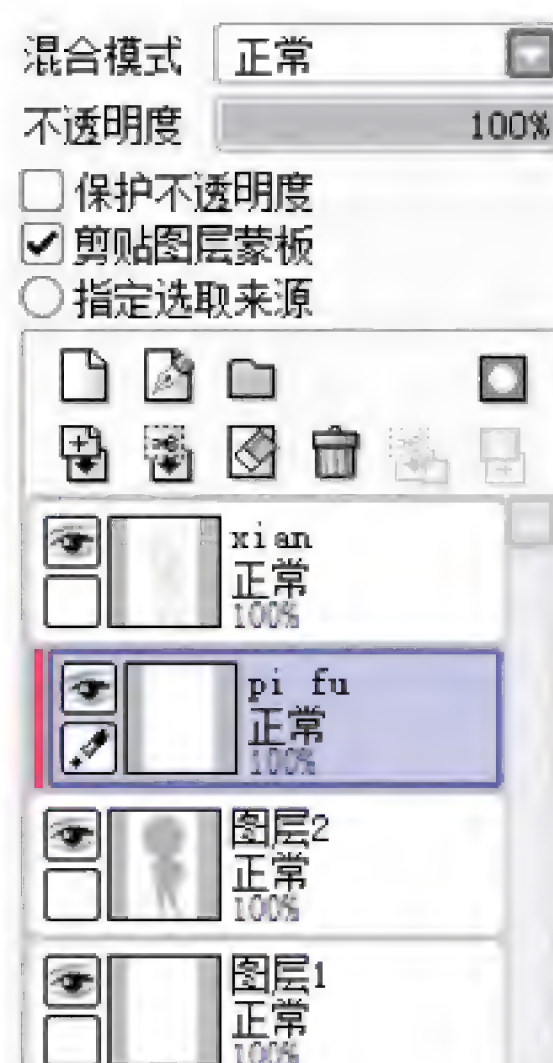 混合模式 正常
不透明度 100%
保护不透明度
剪贴图层蒙板
指定选取来源
xian
正常
100%
pi fu
正常
100%
图层2
正常
100%
图层1
正常
100%